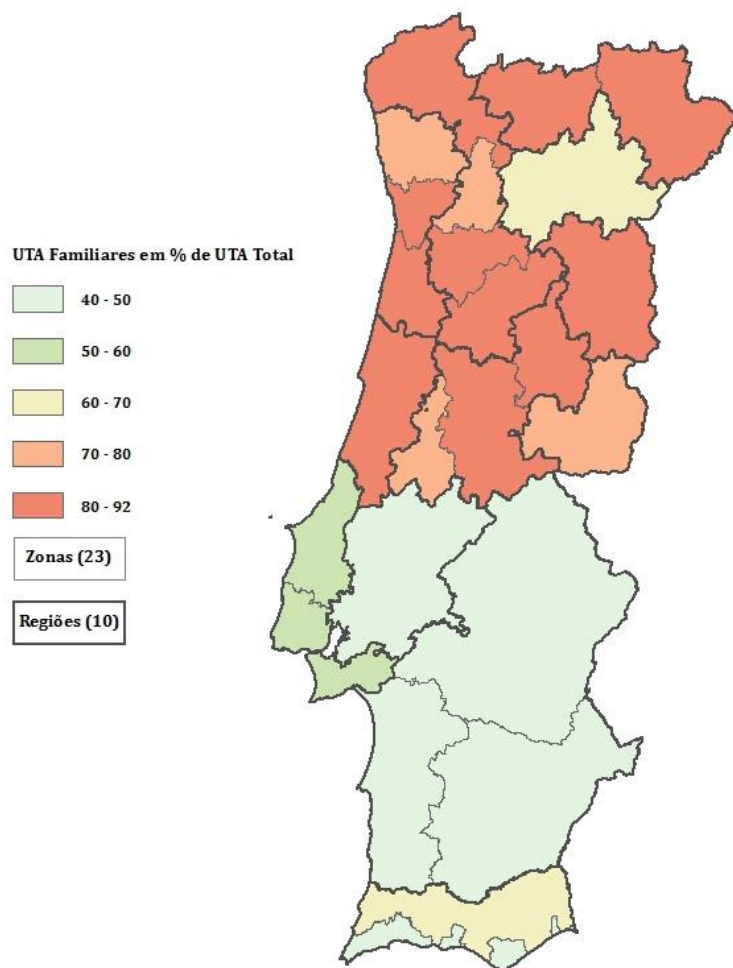 UTA Familiares em % de UTA Total
40 - 50
50 - 60
60 - 70
70 - 80
80 - 92
Zonas (23)
Regiões (10)